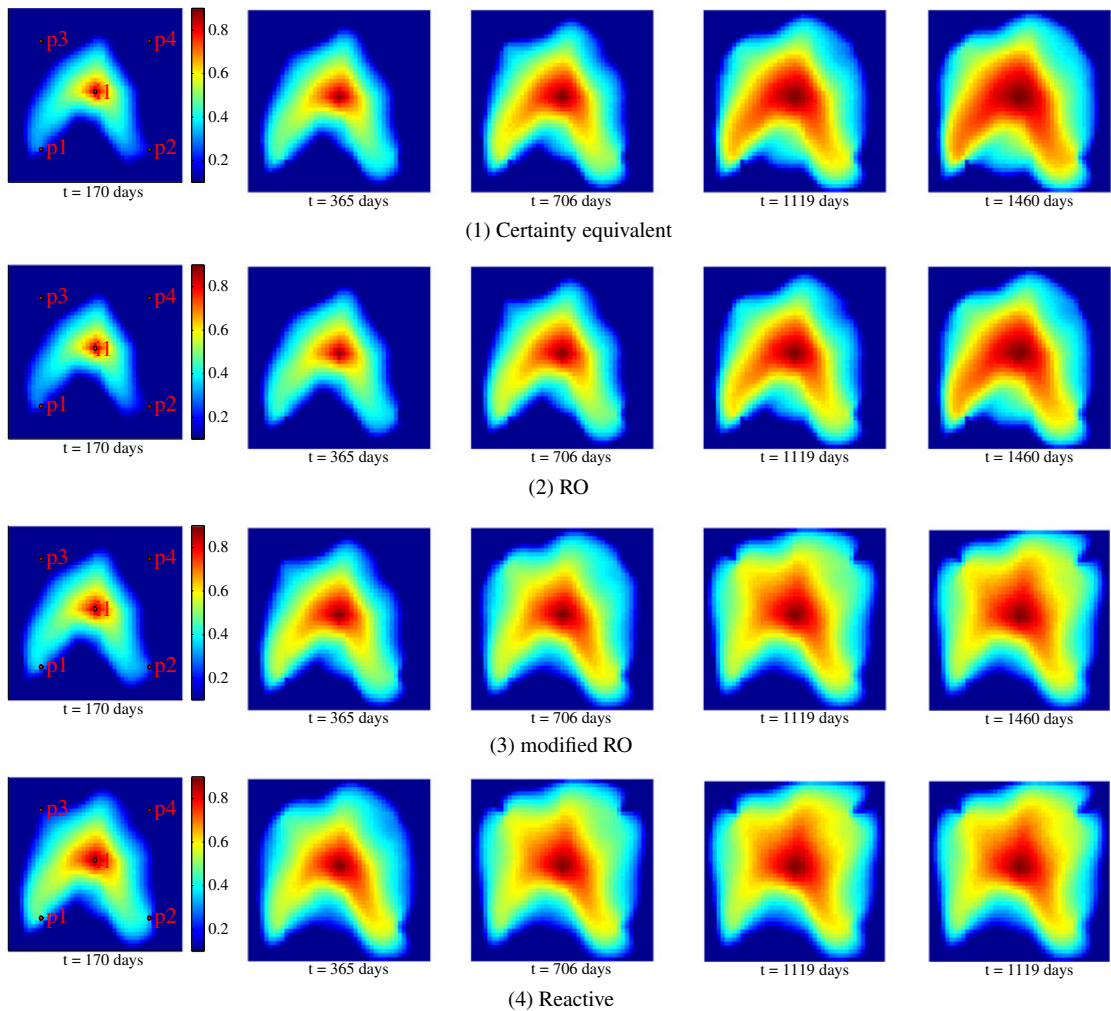 p3
p4
0.8
0.6
i1
0.4
p1
p2
0.2
t = 170 days
t = 365 days
t = 706 days
t = 1119 days
t = 1460 days
(1) Certainty equivalent
p3
p4
0.8
0.6
i1
0.4
p1
p2
0.2
t = 170 days
t = 365 days
t = 706 days
t = 1119 days
t = 1460 days
(2) RO
p3
p4
0.8
0.6
i1
0.4
p1
p2
0.2
t = 170 days
t = 365 days
t = 706 days
t = 1119 days
t = 1460 days
(3) modified RO
p3
p4
0.8
0.6
i1
0.4
p1
p2
0.2
t = 170 days
t = 365 days
t = 706 days
t = 1119 days
t = 1119 days
(4) Reactive